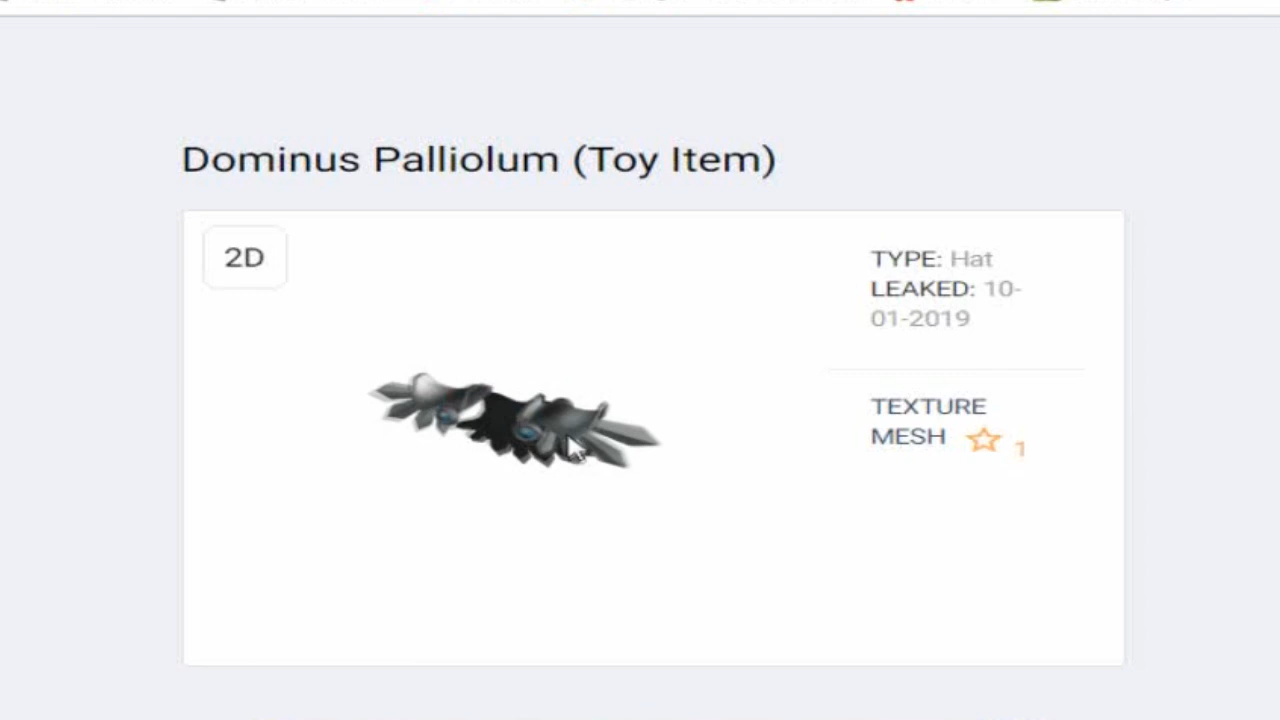 Dominus Palliolum (Toy Item)
2D
TYPE: Hat
LEAKED: 10-
01-2019
TEXTURE
MESH 1